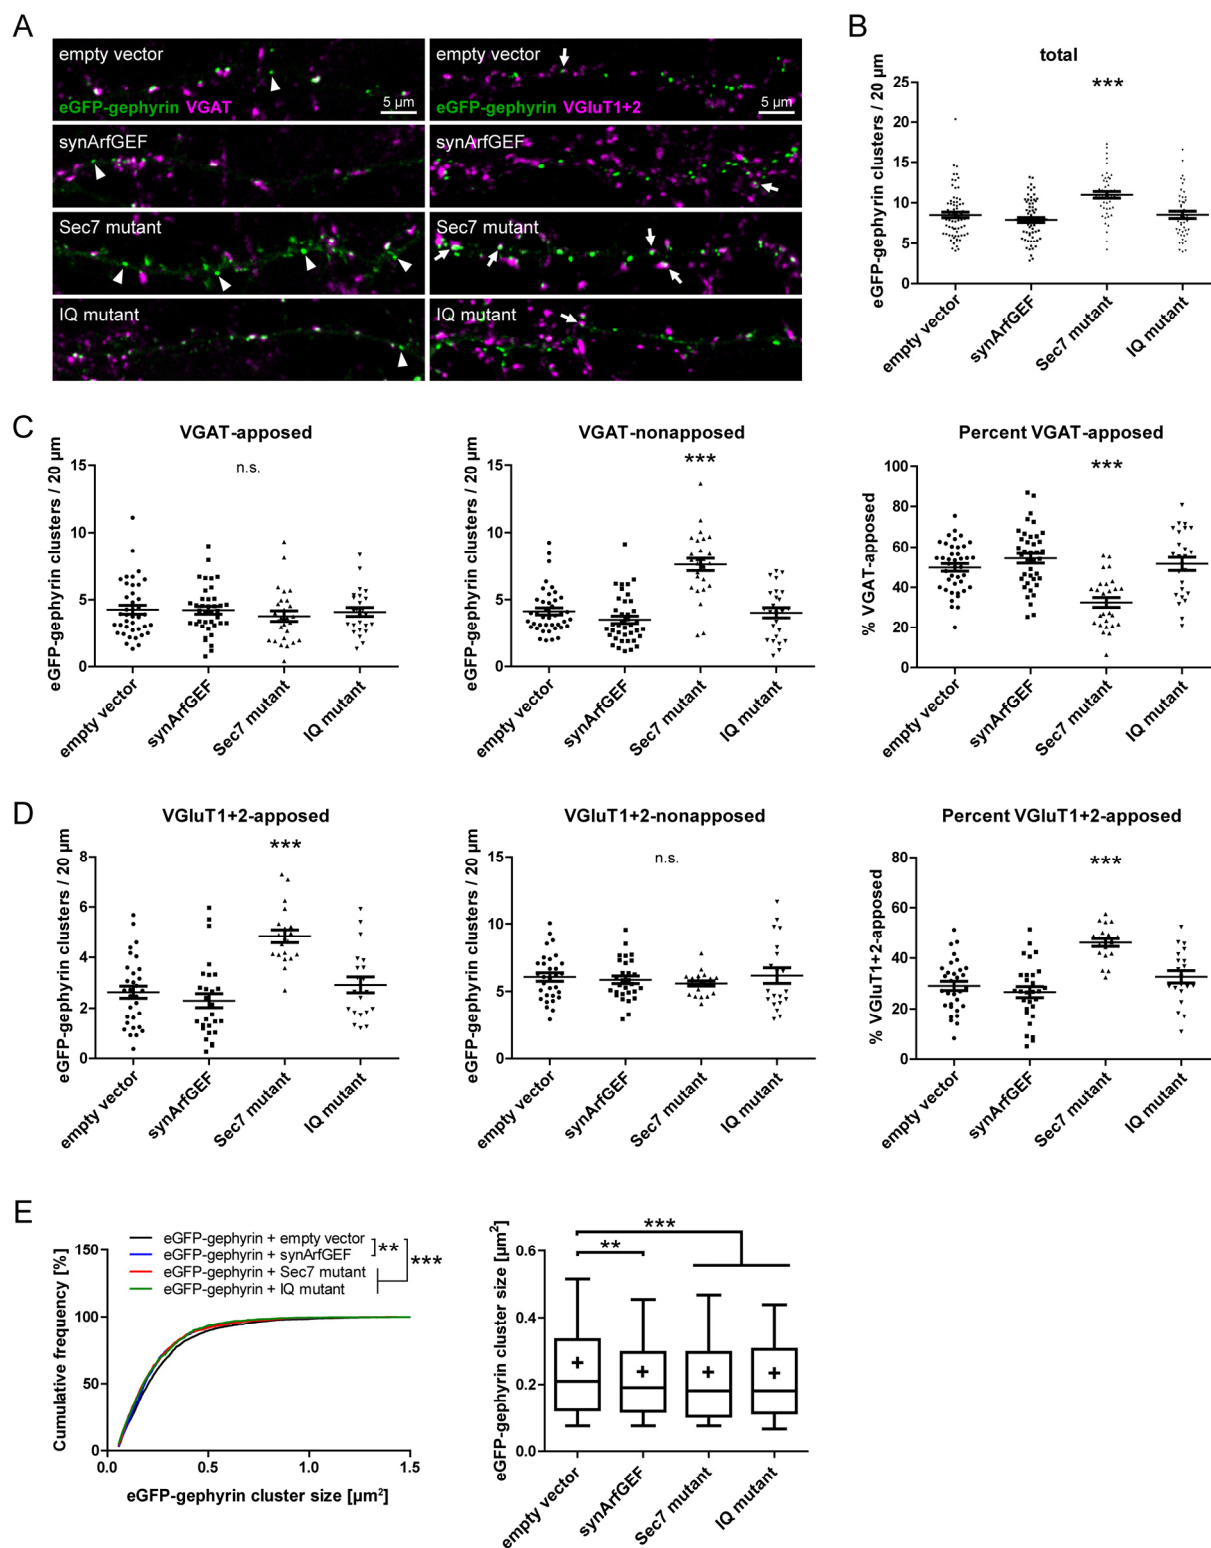 A
empty vector
eGFP-gephyrin VGAT
5 µm
synArfGEF
Sec7 mutant
IQ mutant
empty vector
eGFP-gephyrin VGluT1+2
5 µm
synArfGEF
Sec7 mutant
IQ mutant
B
total
***
eGFP-gephyrin clusters / 20 µm
25
20
15
10
5
0
empty vector
synArfGEF
Sec7 mutant
IQ mutant
C
VGAT-apposed
n.s.
eGFP-gephyrin clusters / 20 µm
15
10
5
0
empty vector
synArfGEF
Sec7 mutant
IQ mutant
VGAT-nonapposed
***
eGFP-gephyrin clusters / 20 µm
15
10
5
0
empty vector
synArfGEF
Sec7 mutant
IQ mutant
Percent VGAT-apposed
***
% VGAT-apposed
100
80
60
40
20
0
empty vector
synArfGEF
Sec7 mutant
IQ mutant
D
VGluT1+2-apposed
***
eGFP-gephyrin clusters / 20 µm
8
6
4
2
0
empty vector
synArfGEF
Sec7 mutant
IQ mutant
VGluT1+2-nonapposed
n.s.
eGFP-gephyrin clusters / 20 µm
15
10
5
0
empty vector
synArfGEF
Sec7 mutant
IQ mutant
Percent VGluT1+2-apposed
***
% VGluT1+2-apposed
80
60
40
20
0
empty vector
synArfGEF
Sec7 mutant
IQ mutant
E
eGFP-gephyrin + empty vector
eGFP-gephyrin + synArfGEF
eGFP-gephyrin + Sec7 mutant
eGFP-gephyrin + IQ mutant
**
***
Cumulative frequency [%]
150
100
50
0
0.0
0.5
1.0
1.5
eGFP-gephyrin cluster size [µm²]
***
**
eGFP-gephyrin cluster size [µm²]
0.6
0.4
0.2
0.0
empty vector
synArfGEF
Sec7 mutant
IQ mutant